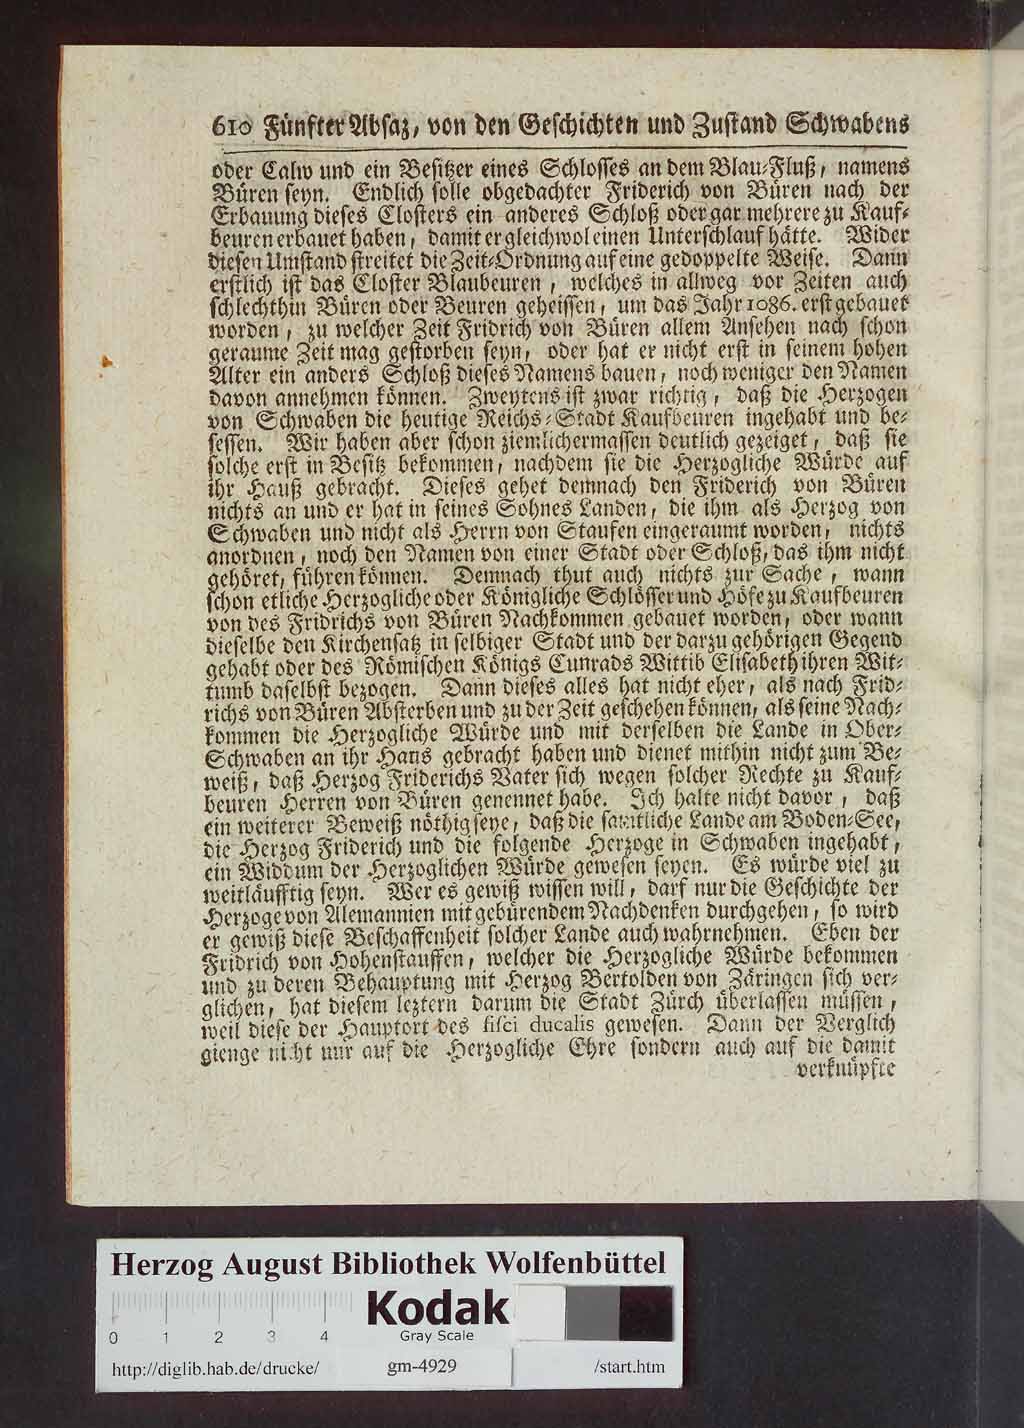 610 Fünfter Absaz, von den Geschichten und Zustand Schwabens
oder Calw und ein Besitzer eines Schlosses an dem Blau-Fluß, namens
Büren seyn. Endlich solle obgedachter Friderich von Büren nach der
Erbauung dieses Closters ein anderes Schloß oder gar mehrere zu Kauf-
beuren erbauet haben, damit er gleichwol einen Unterschlauf hätte. Wider
diesen Umstand streitet die Zeit-Ordnung auf eine gedoppelte Weise. Dann
erstlich ist das Closter Blaubeuren, welches in allweg vor Zeiten auch
schlechthin Büren oder Beuren geheissen, um das Jahr 1086. erst gebauet
worden, zu welcher Zeit Fridrich von Büren allem Ansehen nach schon
geraume Zeit mag gestorben seyn, oder hat er nicht erst in seinem hohen
Alter ein anders Schloß dieses Namens bauen, noch weniger den Namen
davon annehmen können. Zweytens ist zwar richtig, daß die Herzogen
von Schwaben die heutige Reichs-Stadt Kaufbeuren ingehabt und be-
sessen. Wir haben aber schon ziemlichermassen deutlich gezeiget, daß sie
solche erst in Besitz bekommen, nachdem sie die Herzogliche Würde auf
ihr Hauß gebracht. Dieses gehet demnach den Friderich von Büren
nichts an und er hat in seines Sohnes Landen, die ihm als Herzog von
Schwaben und nicht als Herrn von Staufen eingeraumt worden, nichts
anordnen, noch den Namen von einer Stadt oder Schloß, das ihm nicht
gehöret, führen können. Demnach thut auch nichts zur Sache, wann
schon etliche Herzogliche oder Königliche Schlösser und Höfe zu Kaufbeuren
von des Fridrichs von Büren Nachkommen gebauet worden, oder wann
dieselbe den Kirchensatz in selbiger Stadt und der darzu gehörigen Gegend
gehabt oder des Römischen Königs Cunrads Wittib Elisabeth ihren Wit-
tumb daselbst bezogen. Dann dieses alles hat nicht eher, als nach Frid-
richs von Büren Absterben und zu der Zeit geschehen können, als seine Nach-
kommen die Herzogliche Würde und mit derselben die Lande in Ober-
Schwaben an ihr Haus gebracht haben und dienet mithin nicht zum Be-
weiß, daß Herzog Friderichs Vater sich wegen solcher Rechte zu Kauf-
beuren Herren von Büren genennet habe. Ich halte nicht davor, daß
ein weiterer Beweiß nöthig seye, daß die samtliche Lande am Boden-See,
die Herzog Friderich und die folgende Herzoge in Schwaben ingehabt,
ein Widdum der Herzoglichen Würde gewesen seyen. Es würde viel zu
weitläufftig seyn. Wer es gewiß wissen will, darf nur die Geschichte der
Herzoge von Alemannien mit gebürendem Nachdenken durchgehen, so wird
er gewiß diese Beschaffenheit solcher Lande auch wahrnehmen. Eben der
Fridrich von Hohenstauffen, welcher die Herzogliche Würde bekommen
und zu deren Behauptung mit Herzog Bertolden von Zäringen sich ver-
glichen, hat diesem leztern darum die Stadt Zürch überlassen müssen,
weil diese der Hauptort des fisci ducalis gewesen. Dann der Verglich
gienge nicht nur auf die Herzogliche Ehre sondern auch auf die damit
verknüpfte
Herzog August Bibliothek Wolfenbüttel
Kodak
Gray Scale
0 1 2 3 4
http://diglib.hab.de/drucke/ gm-4929 /start.htm